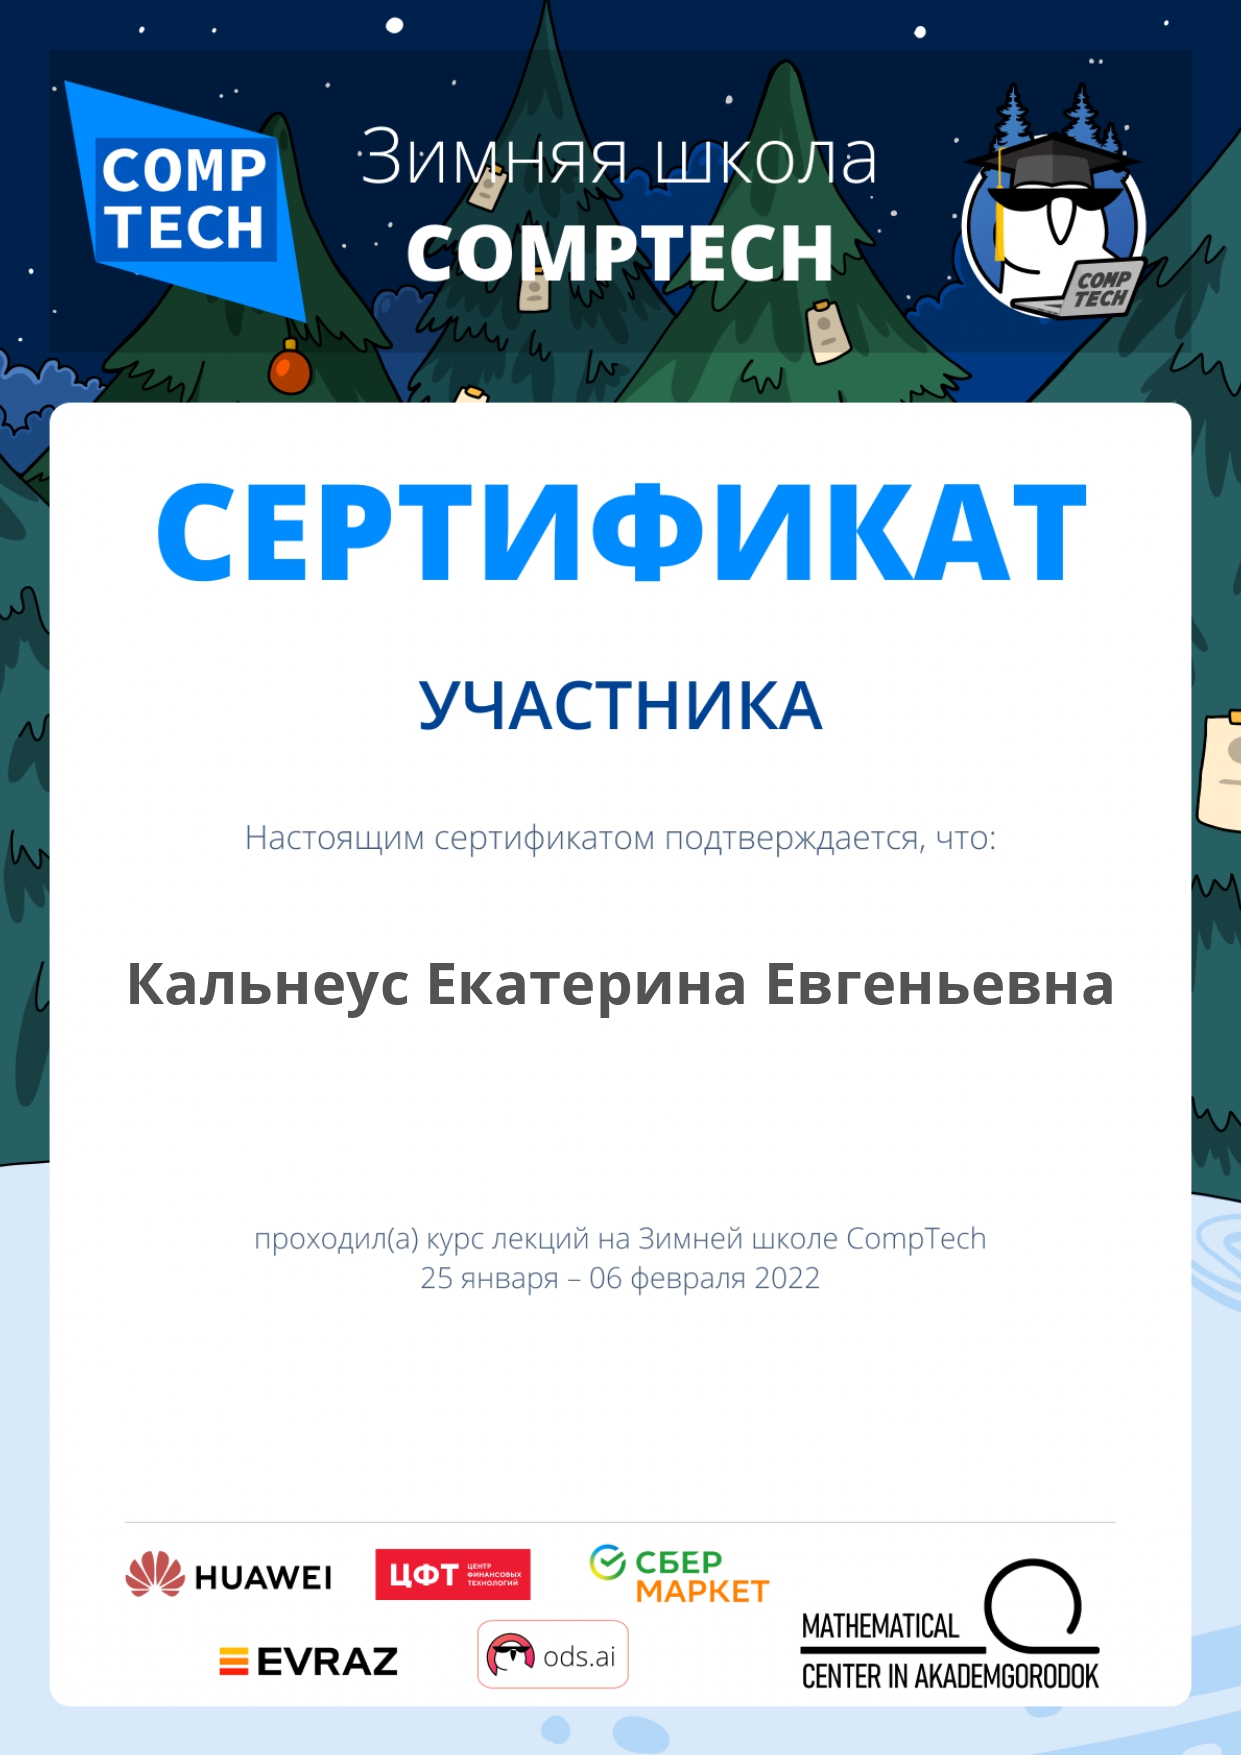 COMP
TECH
Зимняя школа
COMPTECH
COMP
TECH
СЕРТИФИКАТ
УЧАСТНИКА
Настоящим сертификатом подтверждается, что:
Кальнеус Екатерина Евгеньевна
проходил(а) курс лекций на Зимней школе CompTech
25 января – 06 февраля 2022
HUAWEI
ЦФТ
ЦЕНТР
ФИНАНСОВЫХ
ТЕХНОЛОГИЙ
СБЕР
МАРКЕТ
EVRAZ
ods.ai
MATHEMATICAL
CENTER IN AKADEMGORODOK